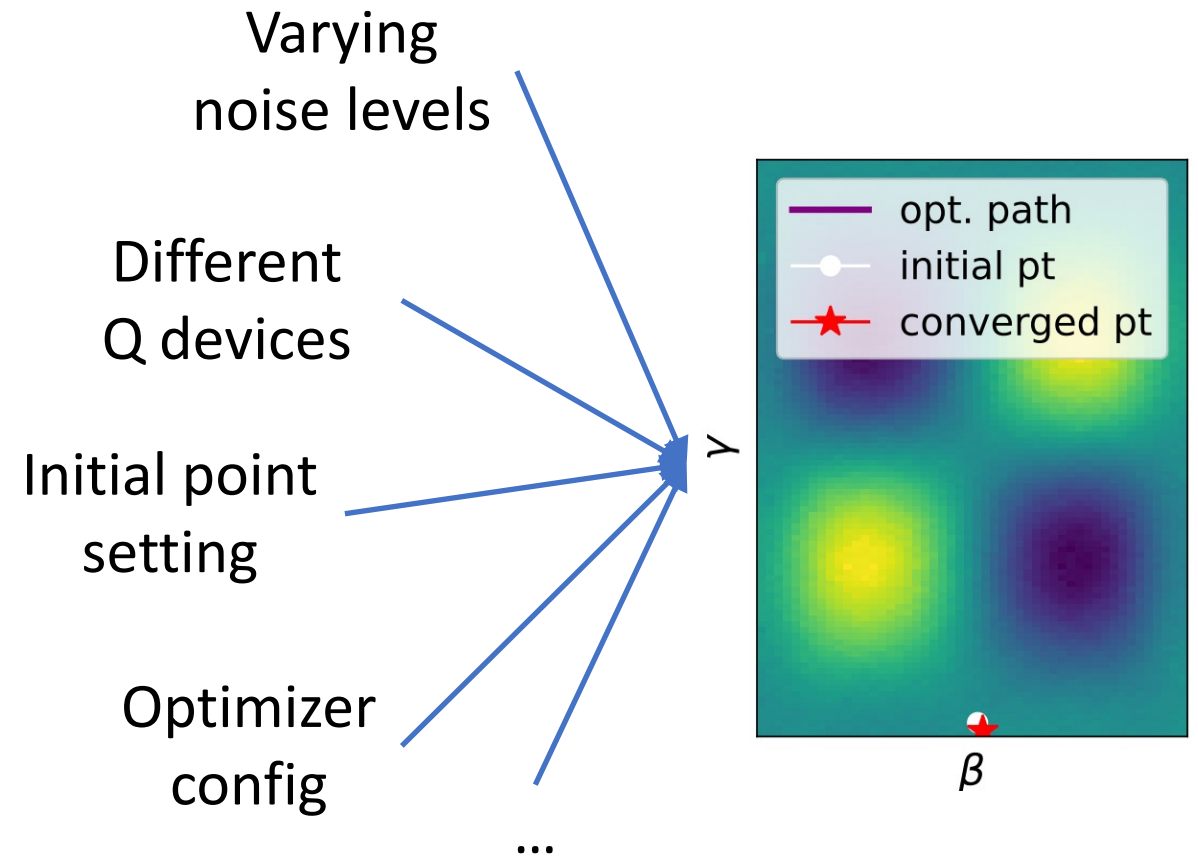 Varying
noise levels
Different
Q devices
Initial point
setting
Optimizer
config
...
opt. path
initial pt
converged pt
γ
β